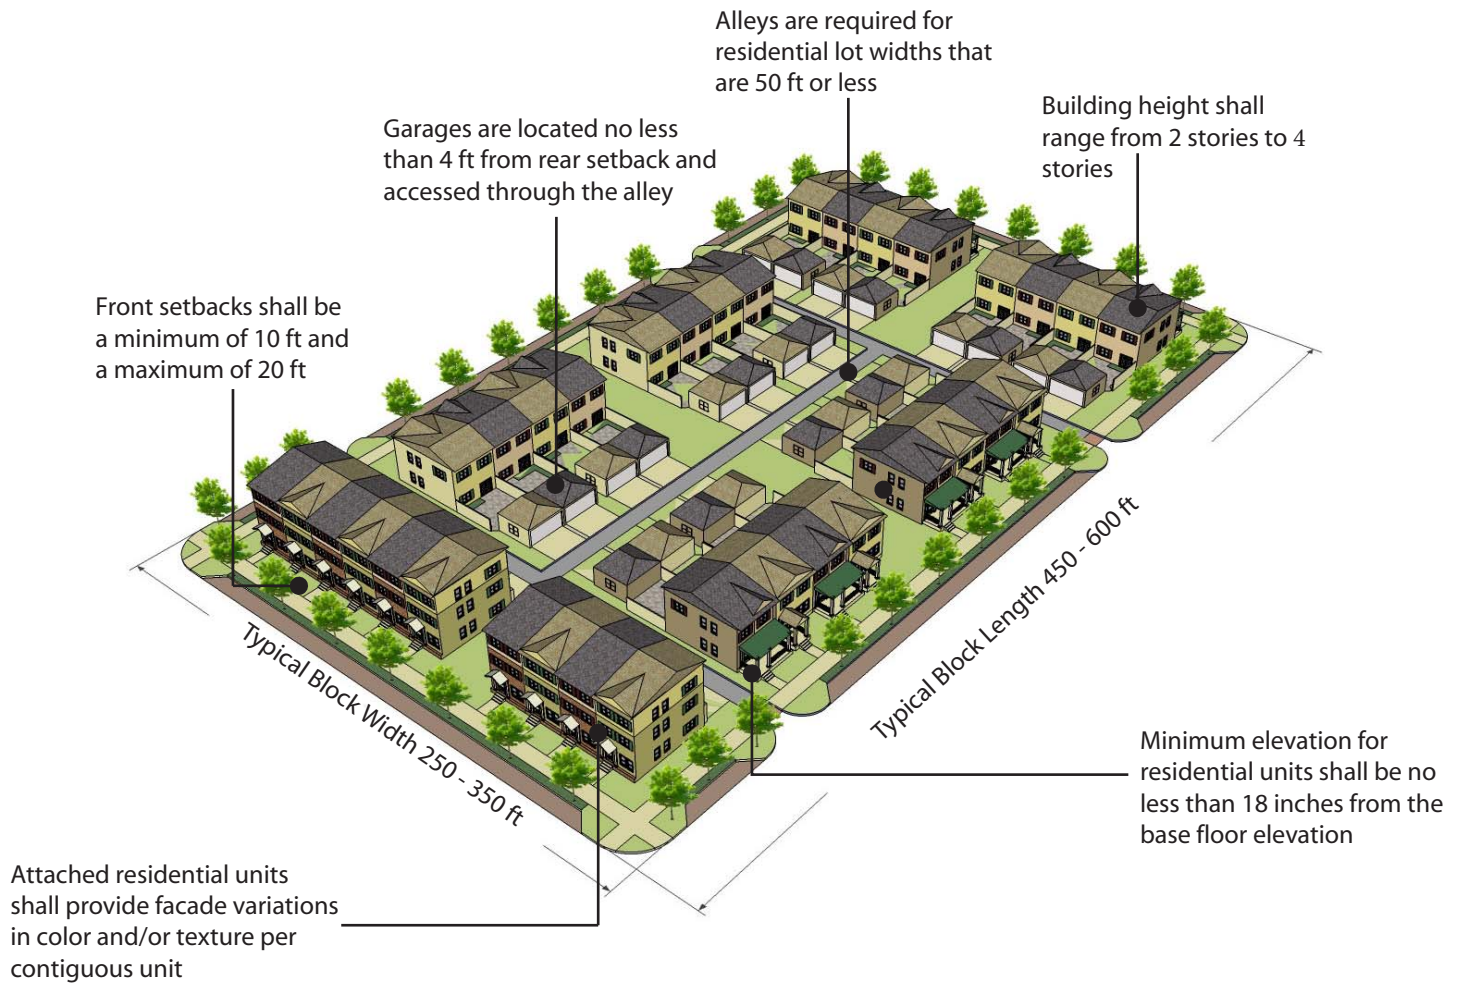 Alleys are required for
residential lot widths that
are 50 ft or less
Building height shall
range from 2 stories to 4
stories
Garages are located no less
than 4 ft from rear setback and
accessed through the alley
Front setbacks shall be
a minimum of 10 ft and
a maximum of 20 ft
Typical Block Width 250 - 350 ft
Typical Block Length 450 - 600 ft
Minimum elevation for
residential units shall be no
less than 18 inches from the
base floor elevation
Attached residential units
shall provide facade variations
in color and/or texture per
contiguous unit